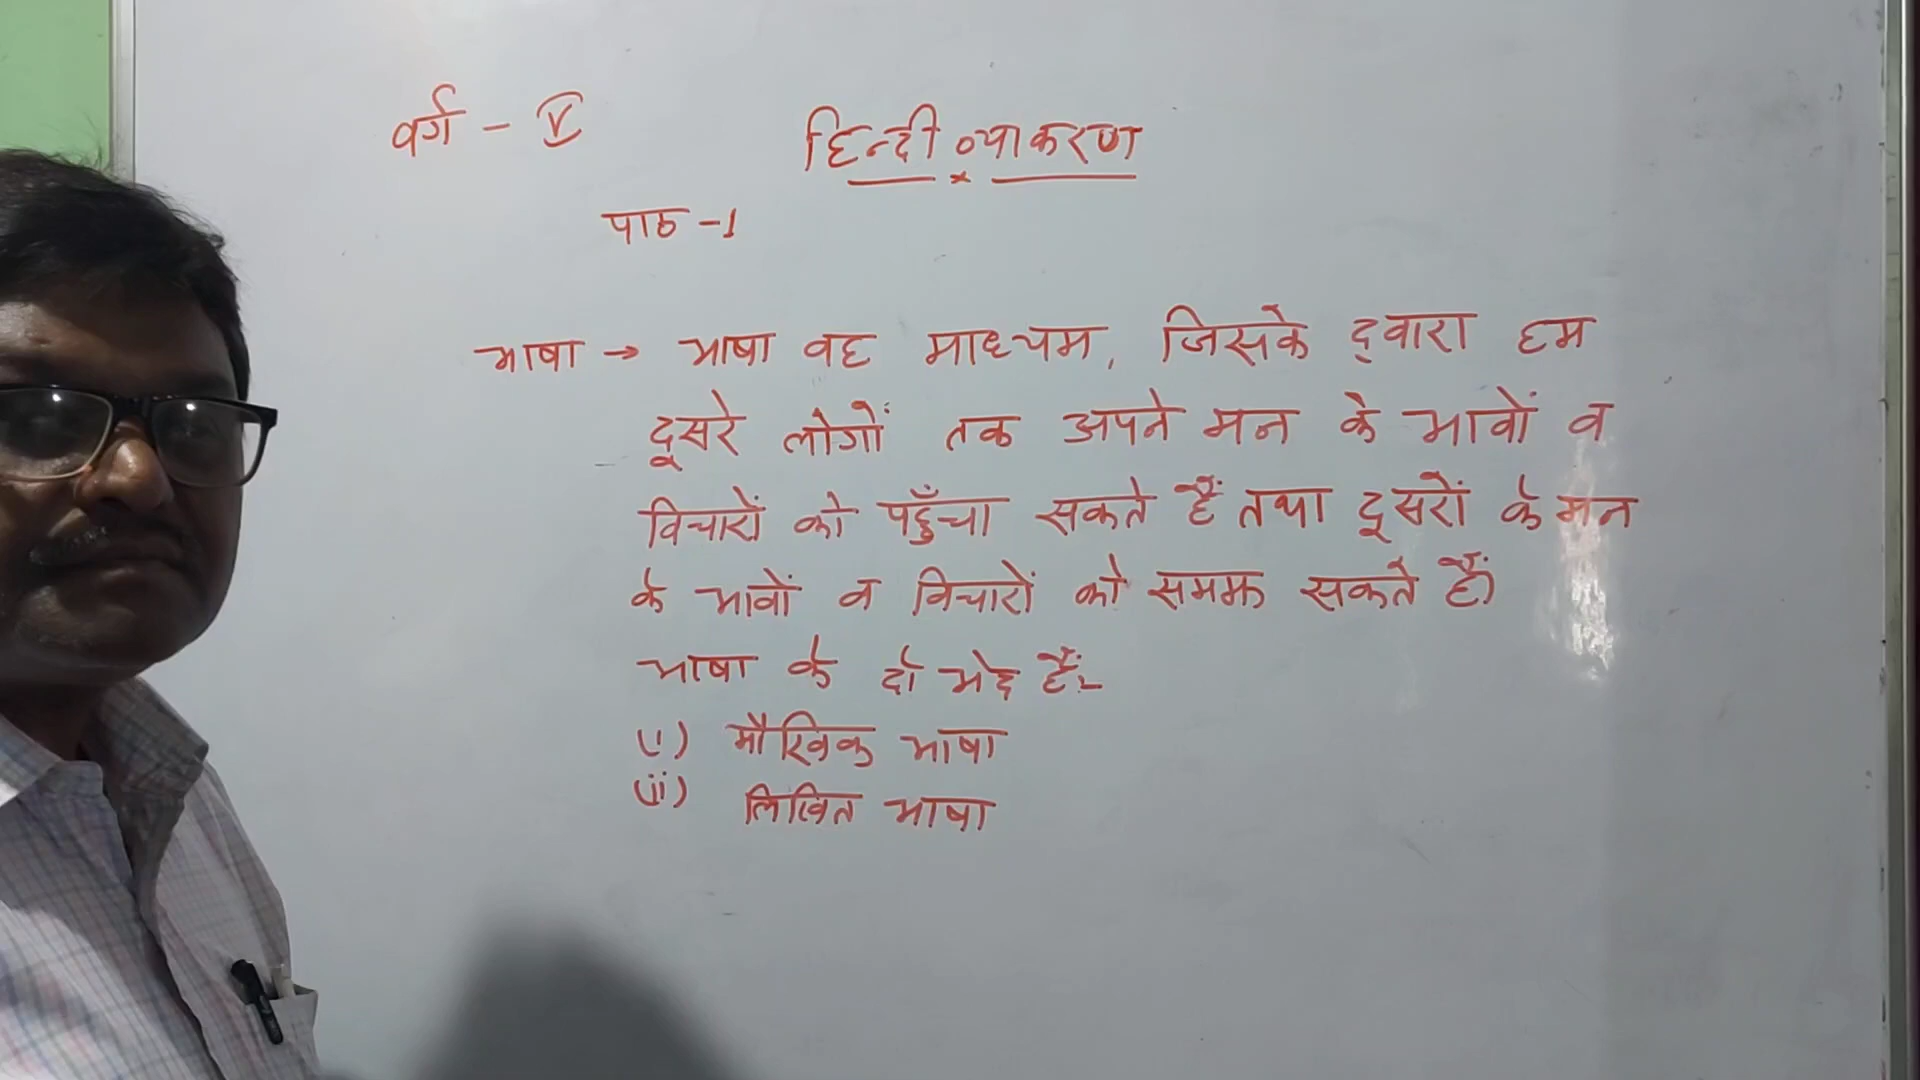 वर्ग - V हिन्दी व्याकरण
पाठ -1
भाषा → भाषा वह माध्यम, जिसके द्वारा हम
दूसरे लोगों तक अपने मन के भावों व
विचारों को पहुँचा सकते हैं तथा दूसरों के मन
के भावों व विचारों को समझ सकते हैं।
भाषा के दो भेद हैं:-
(i) मौखिक भाषा
(ii) लिखित भाषा